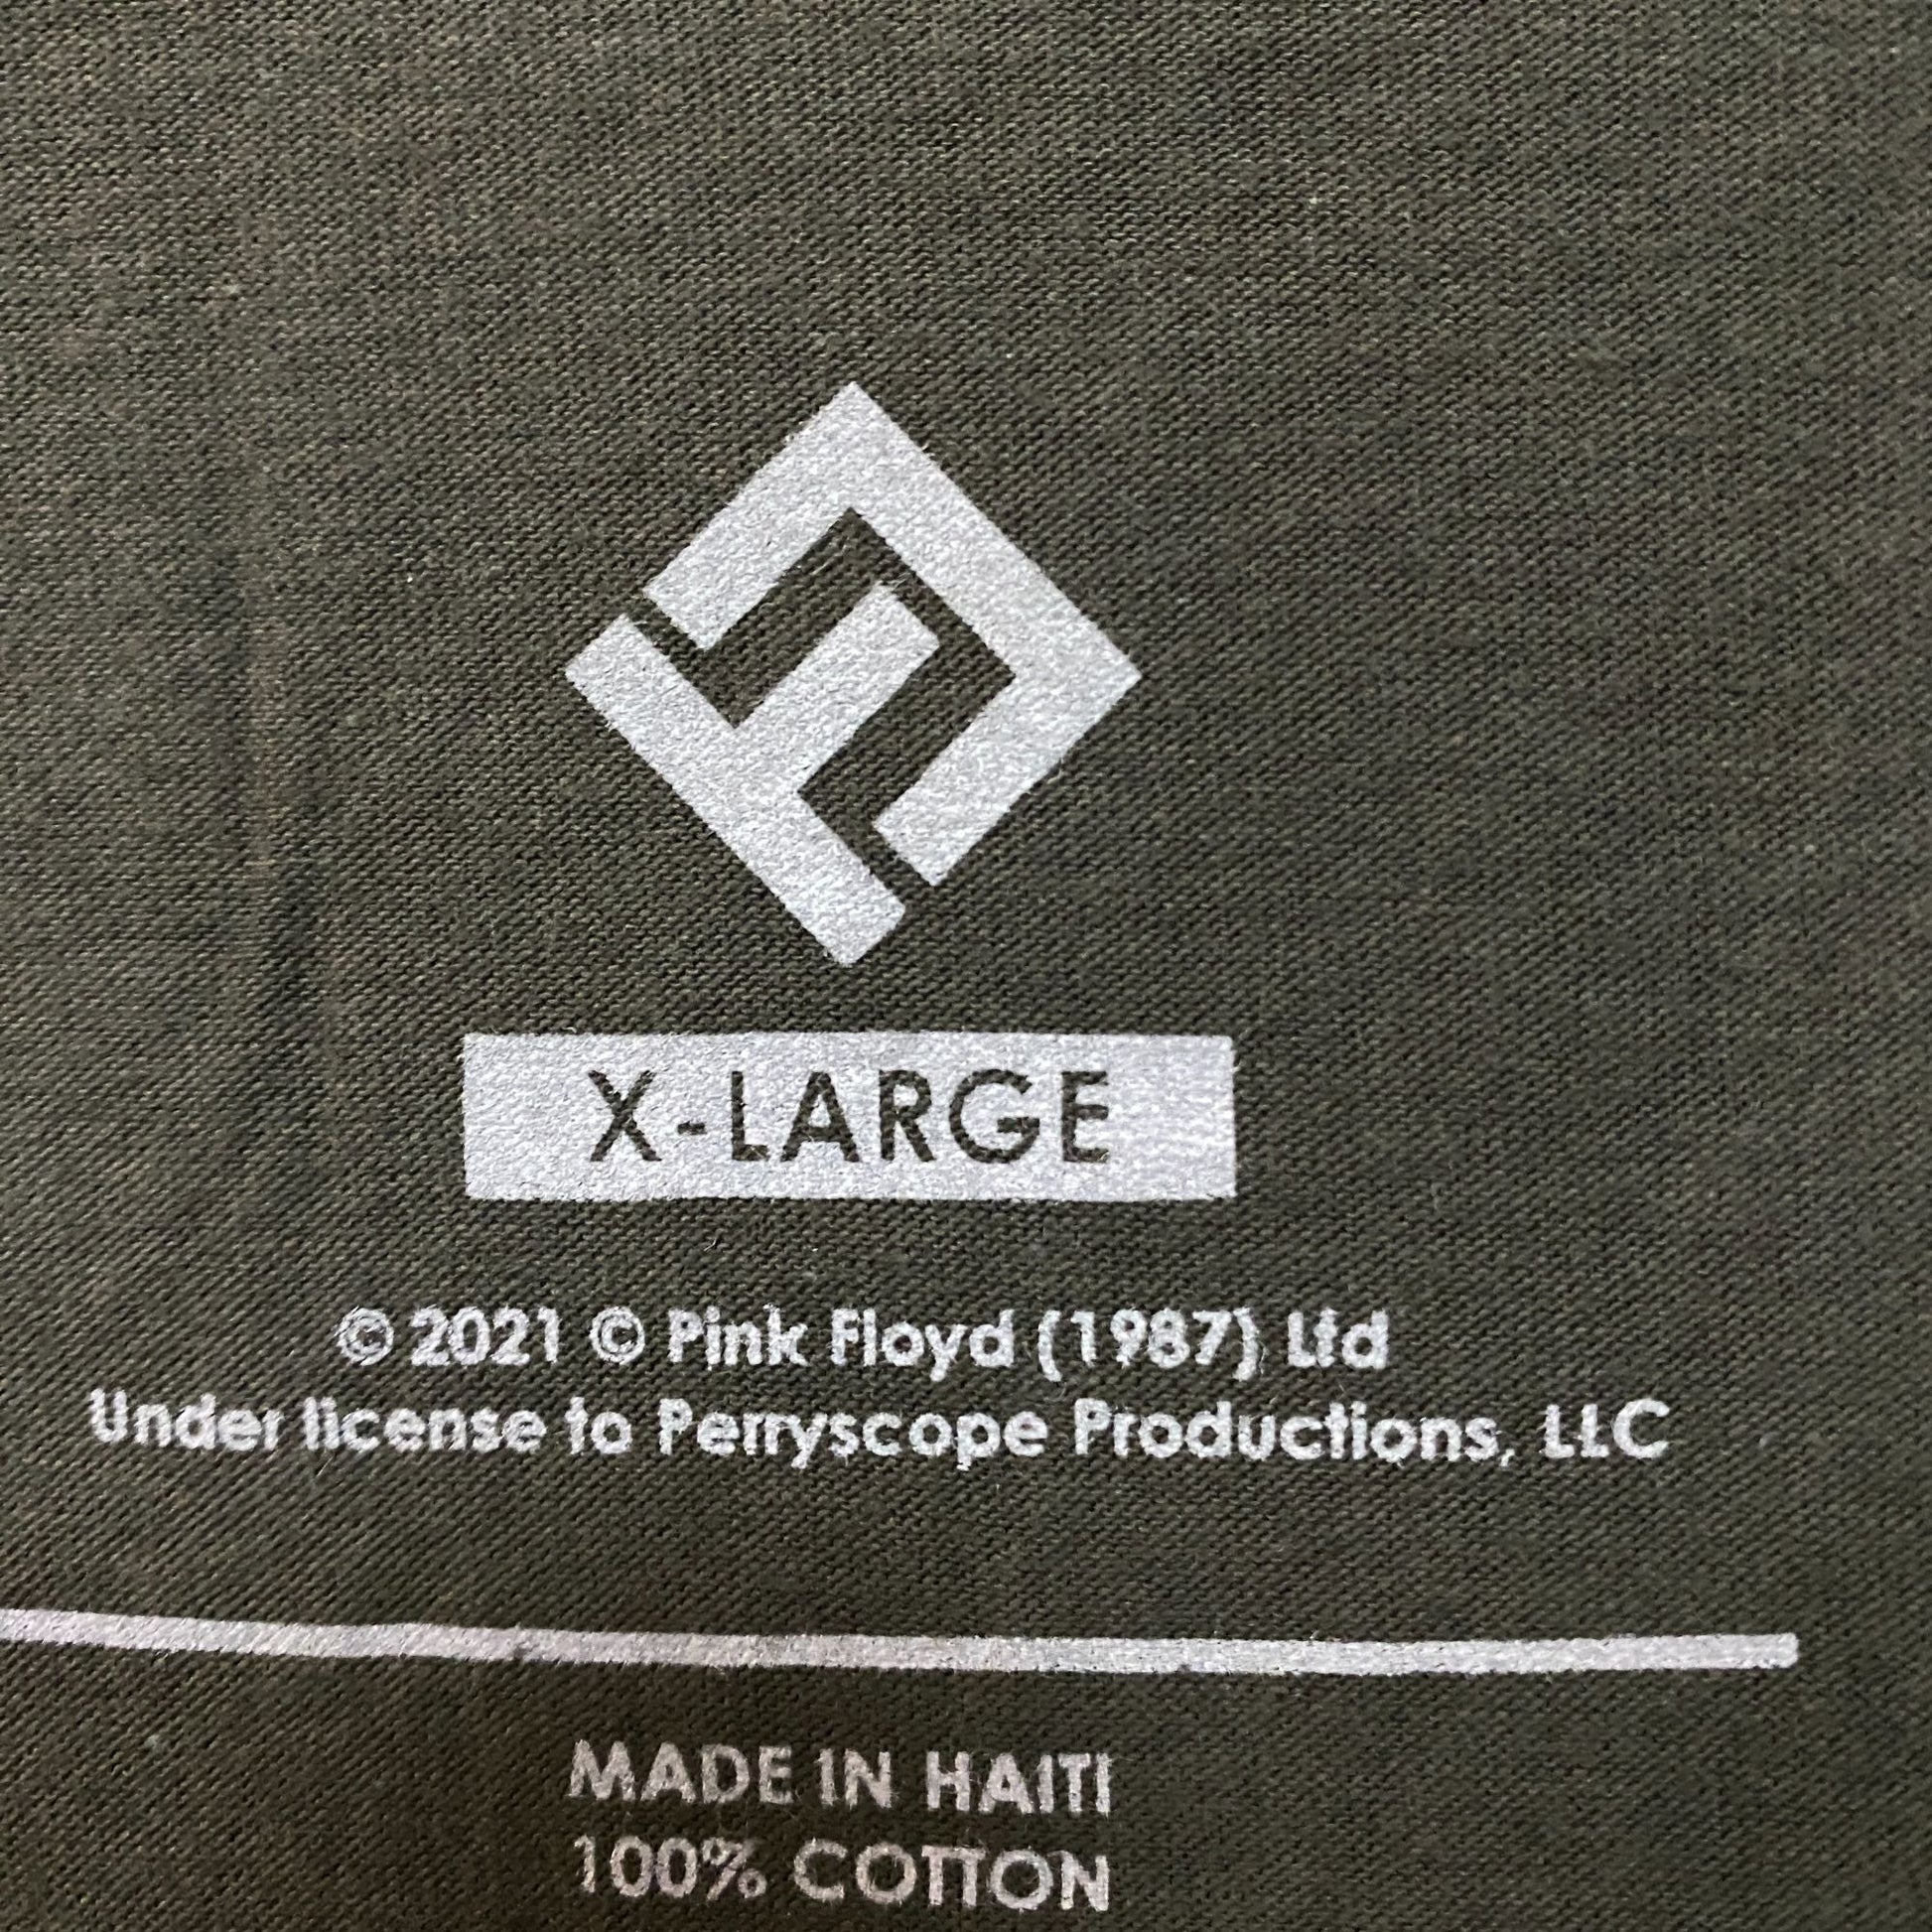 X-LARGE
© 2021 © Pink Floyd (1987) Ltd
Under license to Perryscope Productions, LLC
MADE IN HAITI
100% COTTON